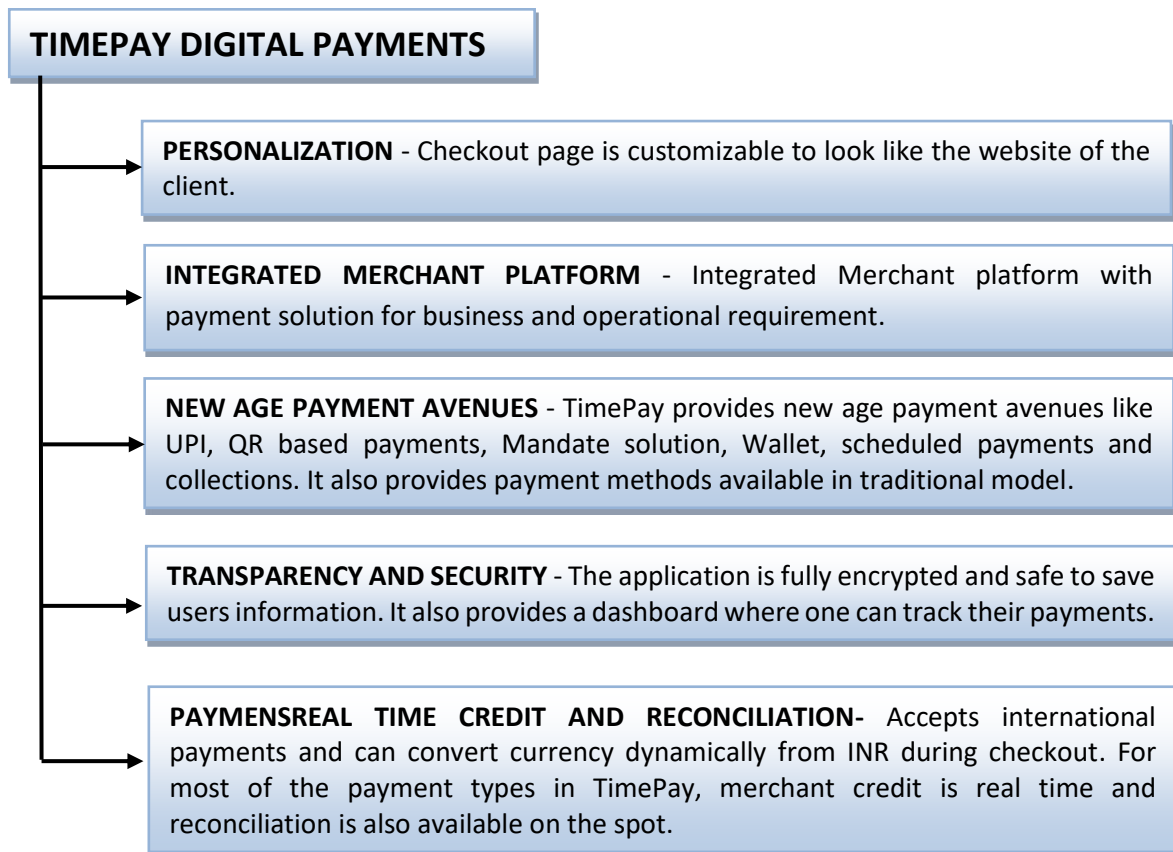 TIMEPAY DIGITAL PAYMENTS
PERSONALIZATION - Checkout page is customizable to look like the website of the
client.
INTEGRATED MERCHANT PLATFORM - Integrated Merchant platform with
payment solution for business and operational requirement.
NEW AGE PAYMENT AVENUES - TimePay provides new age payment avenues like
UPI, QR based payments, Mandate solution, Wallet, scheduled payments and
collections. It also provides payment methods available in traditional model.
TRANSPARENCY AND SECURITY - The application is fully encrypted and safe to save
users information. It also provides a dashboard where one can track their payments.
PAYMENSREAL TIME CREDIT AND RECONCILIATION- Accepts international
payments and can convert currency dynamically from INR during checkout. For
most of the payment types in TimePay, merchant credit is real time and
reconciliation is also available on the spot.